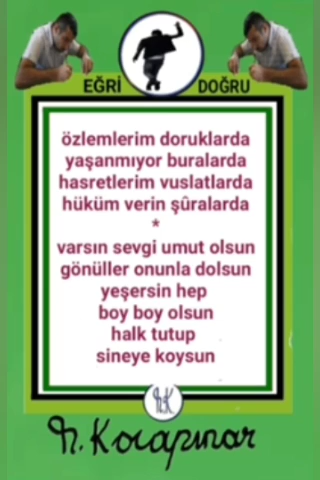 EĞRİ DOĞRU
özlemlerim doruklarda
yaşanmıyor buralarda
hasretlerim vuslatlarda
hüküm verin şûralarda
*
varsın sevgi umut olsun
gönüller onunla dolsun
yeşersin hep
boy boy olsun
halk tutup
sineye koysun
N.K
N. Kocapınar